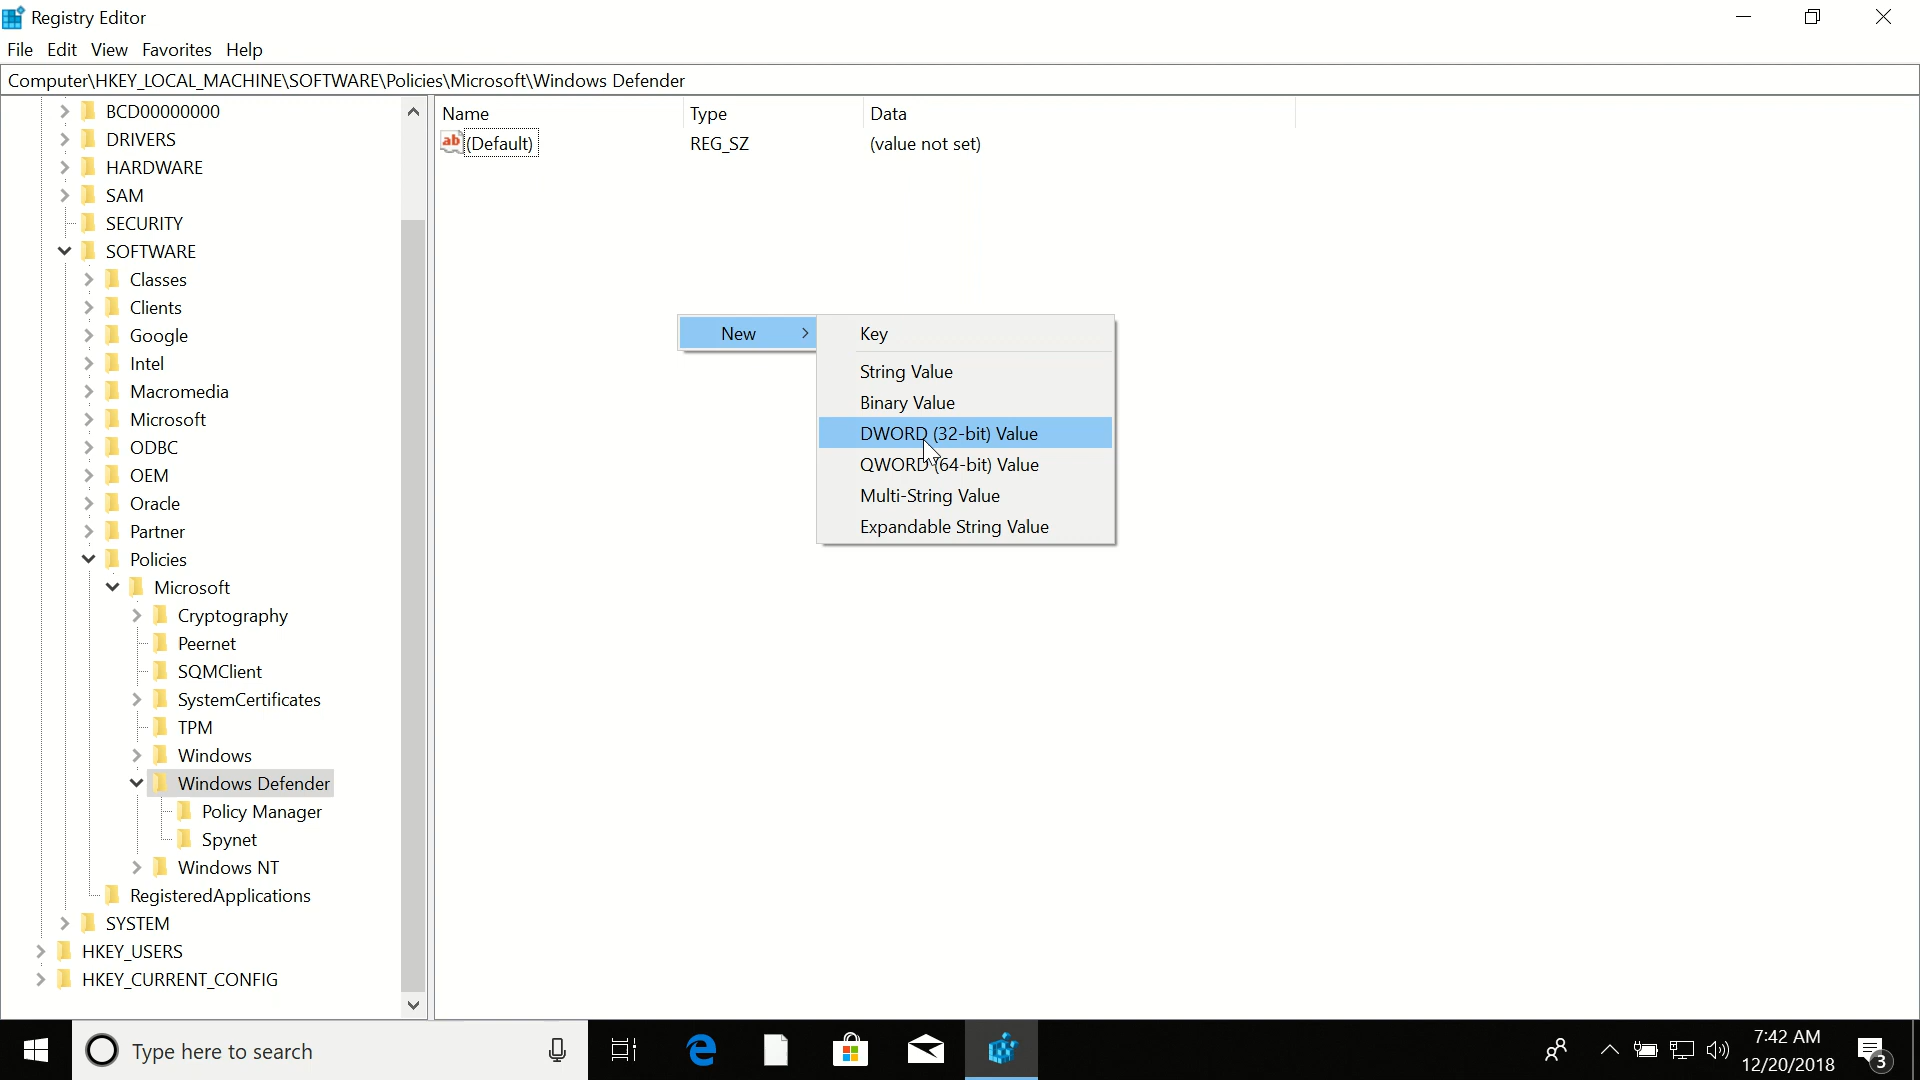 Registry Editor
File Edit View Favorites Help
Computer\HKEY_LOCAL_MACHINE\SOFTWARE\Policies\Microsoft\Windows Defender
BCD00000000
DRIVERS
HARDWARE
SAM
SECURITY
SOFTWARE
Classes
Clients
Google
Intel
Macromedia
Microsoft
ODBC
OEM
Oracle
Partner
Policies
Microsoft
Cryptography
Peernet
SQMClient
SystemCertificates
TPM
Windows
Windows Defender
Policy Manager
Spynet
Windows NT
RegisteredApplications
SYSTEM
HKEY_USERS
HKEY_CURRENT_CONFIG
Name Type Data
ab (Default) REG_SZ (value not set)
New
Key
String Value
Binary Value
DWORD (32-bit) Value
QWORD (64-bit) Value
Multi-String Value
Expandable String Value
Type here to search
7:42 AM
12/20/2018
3